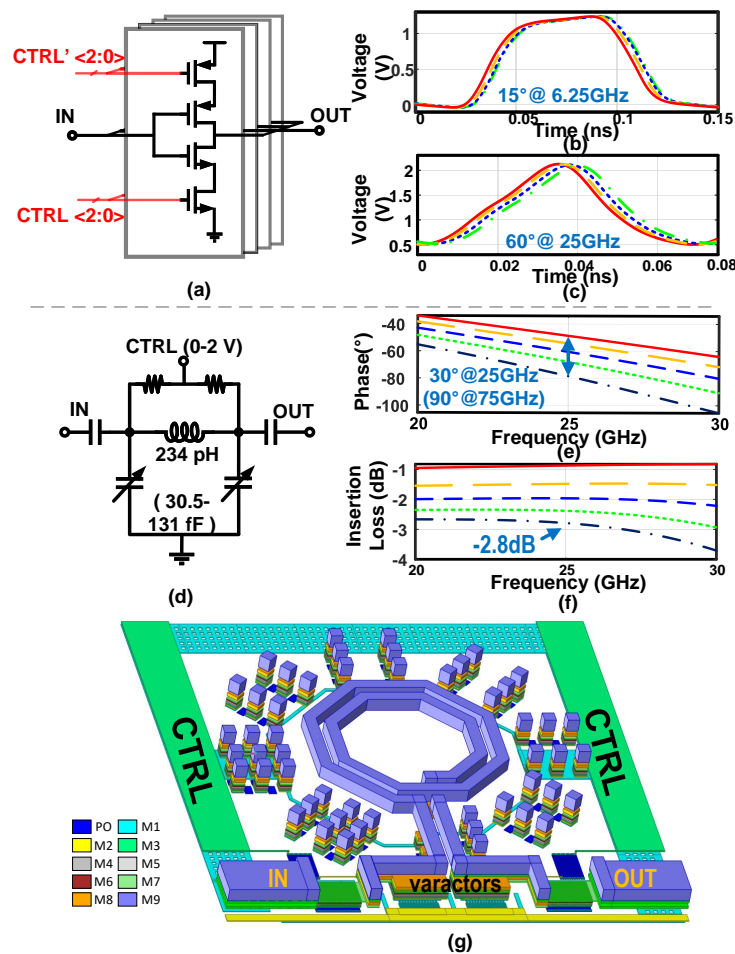 CTRL' <2:0>
IN
OUT
CTRL <2:0>
(a)
Voltage
(V)
1
0.5
0
15°@ 6.25GHz
0
0.05
0.1
0.15
Time (ns)
(b)
Voltage
(V)
2
1.5
1
0.5
60°@ 25GHz
0
0.02
0.04
0.06
0.08
Time (ns)
(c)
CTRL (0-2 V)
IN
OUT
234 pH
( 30.5-
131 fF )
(d)
Phase(°)
-40
-60
-80
-100
30°@25GHz
(90°@75GHz)
20
25
30
Frequency (GHz)
(e)
Insertion
Loss (dB)
-1
-2
-3
-4
-2.8dB
20
25
30
Frequency (GHz)
(f)
CTRL
CTRL
PO
M1
M2
M3
M4
M5
M6
M7
M8
M9
IN
varactors
OUT
(g)